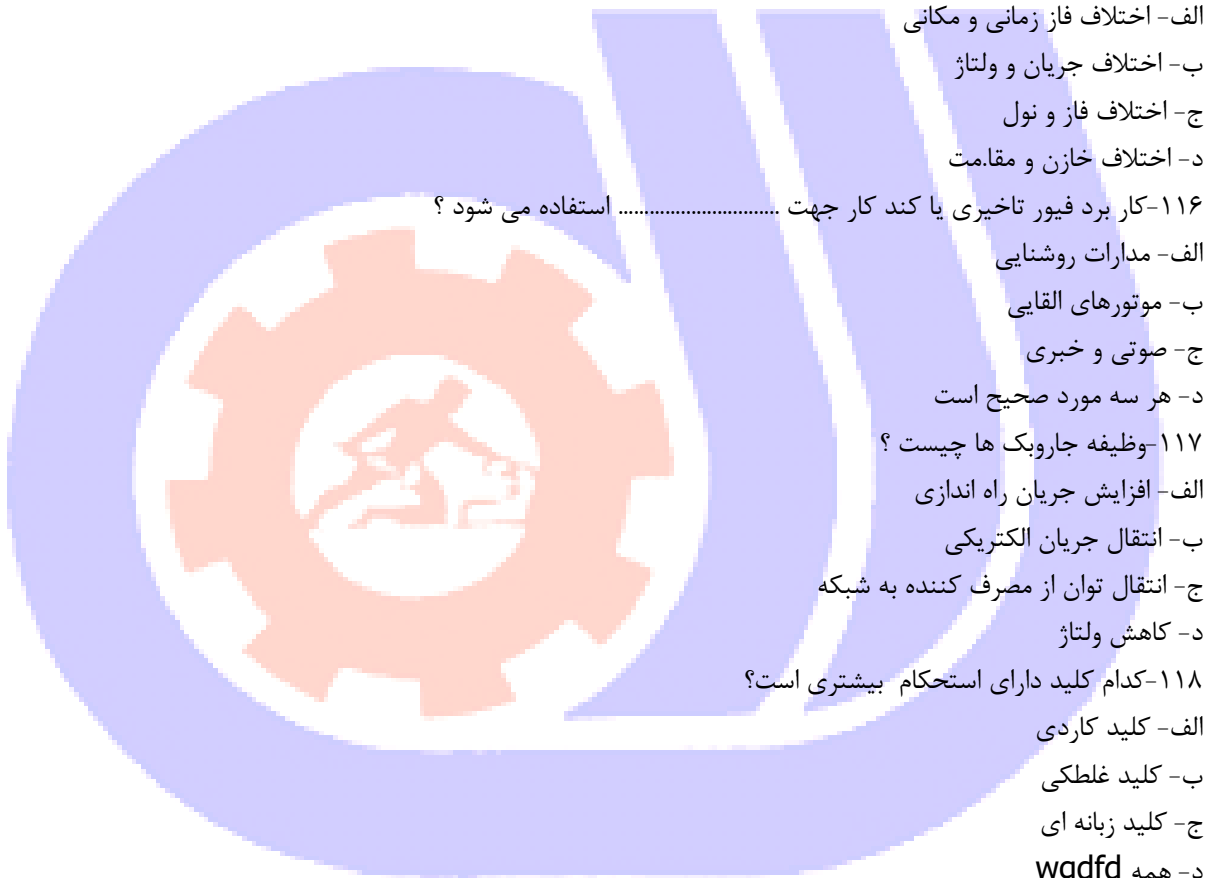 الف- اختلاف فاز زمانی و مکانی
ب- اختلاف جریان و ولتاژ
ج- اختلاف فاز و نول
د- اختلاف خازن و مقا.مت
۱۱۶-کار برد فیور تاخیری یا کند کار جهت .............................. استفاده می شود ؟
الف- مدارات روشنایی
ب- موتورهای القایی
ج- صوتی و خبری
د- هر سه مورد صحیح است
۱۱۷-وظیفه جاروبک ها چیست ؟
الف- افزایش جریان راه اندازی
ب- انتقال جریان الکتریکی
ج- انتقال توان از مصرف کننده به شبکه
د- کاهش ولتاژ
۱۱۸-کدام کلید دارای استحکام بیشتری است؟
الف- کلید کاردی
ب- کلید غلطکی
ج- کلید زبانه ای
د- همه wqdfd